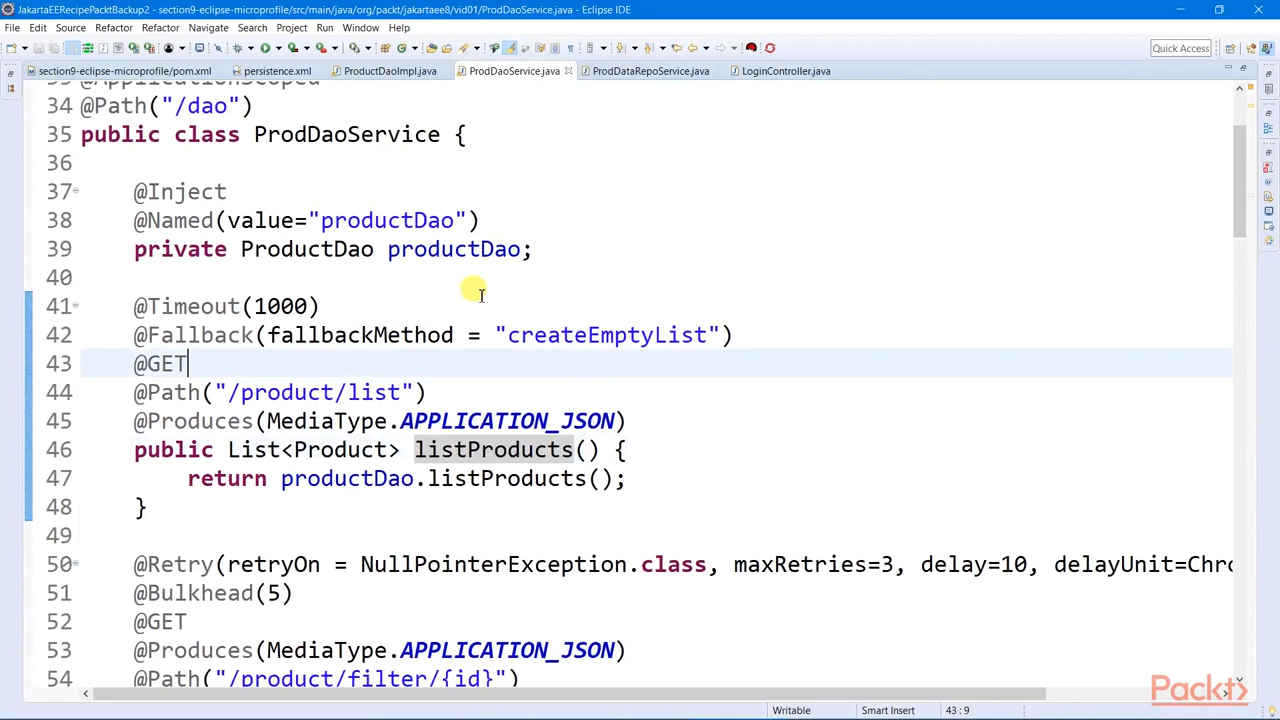 JakartaEERecipePacktBackup2 - section9-eclipse-microprofile/src/main/java/org/packt/jakartaee8/vid01/ProdDaoService.java - Eclipse IDE
File Edit Source Refactor Refactor Navigate Search Project Run Window Help
Quick Access
section9-eclipse-microprofile/pom.xml persistence.xml ProductDaoImpl.java ProdDaoService.java ProdDataRepoService.java LoginController.java
@ApplicationScoped
34 @Path("/dao")
35 public class ProdDaoService {
36
37 @Inject
38 @Named(value="productDao")
39 private ProductDao productDao;
40
41 @Timeout(1000)
42 @Fallback(fallbackMethod = "createEmptyList")
43 @GET
44 @Path("/product/list")
45 @Produces(MediaType.APPLICATION_JSON)
46 public List<Product> listProducts() {
47 return productDao.listProducts();
48 }
49
50 @Retry(retryOn = NullPointerException.class, maxRetries=3, delay=10, delayUnit=Chro
51 @Bulkhead(5)
52 @GET
53 @Produces(MediaType.APPLICATION_JSON)
54 @Path("/product/filter/{id}")
Packt>
Writable Smart Insert 43 : 9